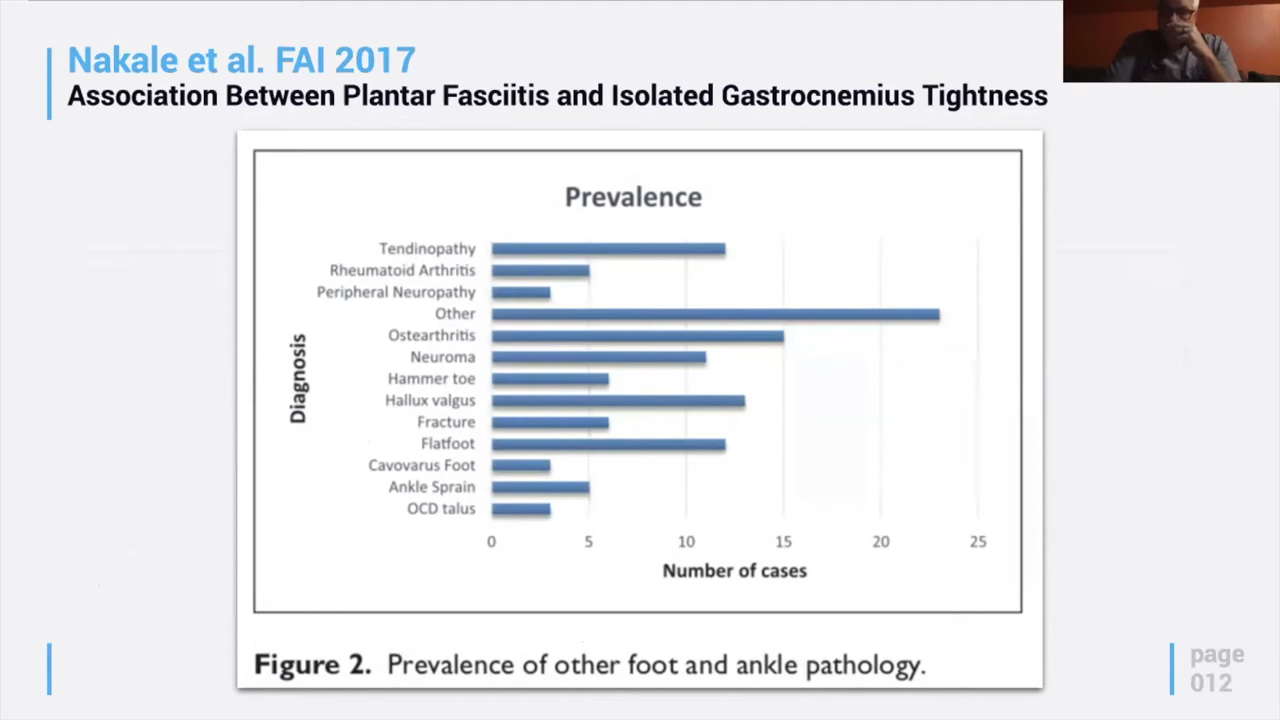 Nakale et al. FAI 2017
Association Between Plantar Fasciitis and Isolated Gastrocnemius Tightness
Prevalence
Diagnosis
Tendinopathy
Rheumatoid Arthritis
Peripheral Neuropathy
Other
Ostearthritis
Neuroma
Hammer toe
Hallux valgus
Fracture
Flatfoot
Cavovarus Foot
Ankle Sprain
OCD talus
0 5 10 15 20 25
Number of cases
Figure 2. Prevalence of other foot and ankle pathology.
page
012